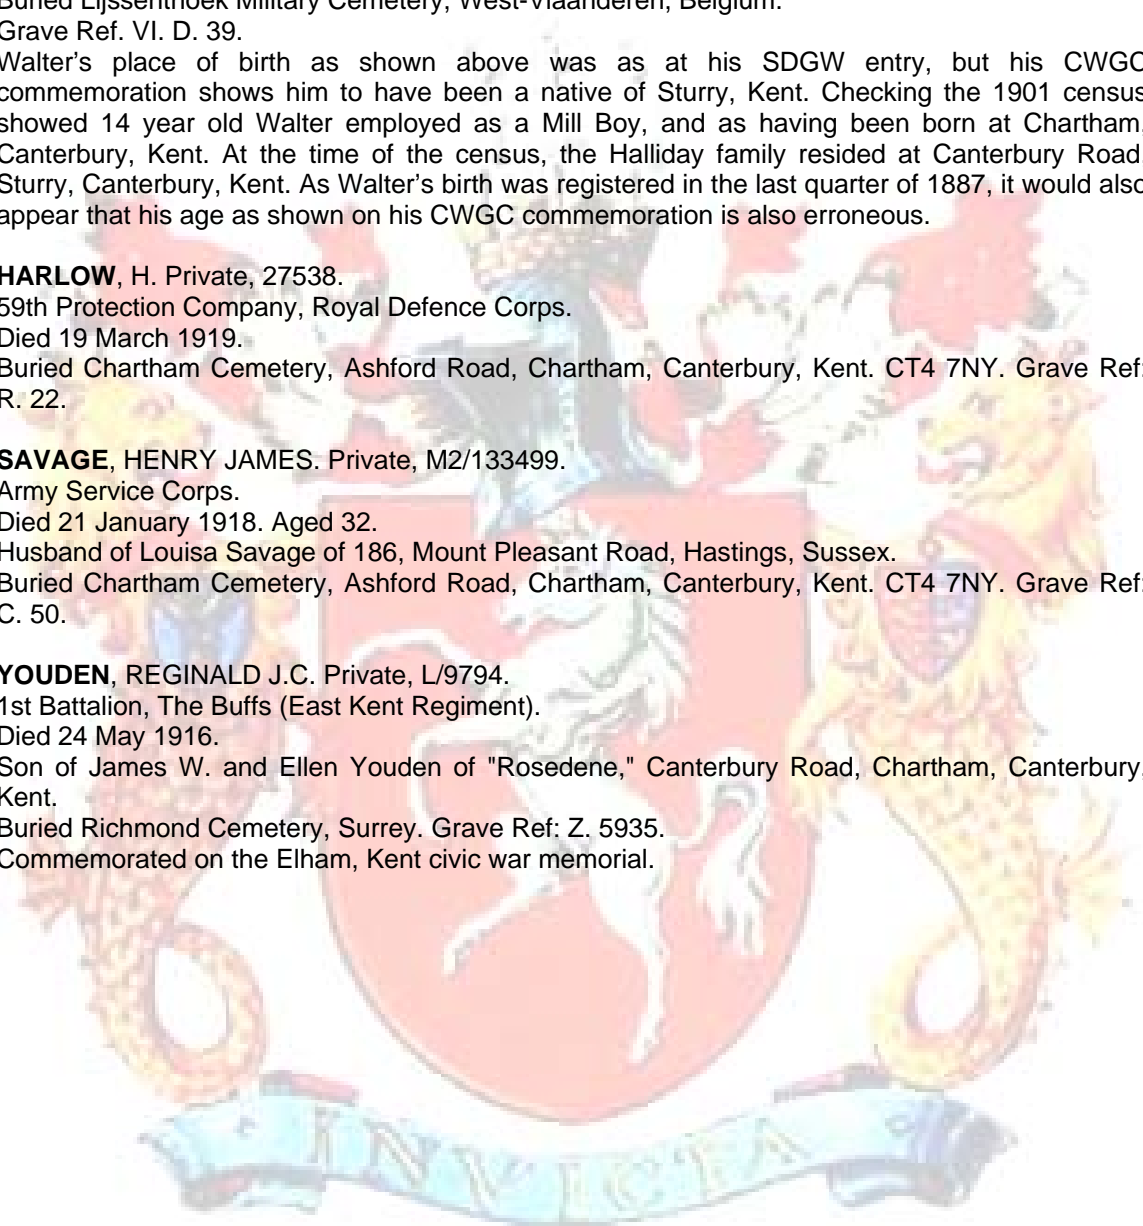 Buried Lijssenthoek Military Cemetery, West-Vlaanderen, Belgium.
Grave Ref. VI. D. 39.
Walter’s place of birth as shown above was as at his SDGW entry, but his CWGC
commemoration shows him to have been a native of Sturry, Kent. Checking the 1901 census
showed 14 year old Walter employed as a Mill Boy, and as having been born at Chartham,
Canterbury, Kent. At the time of the census, the Halliday family resided at Canterbury Road,
Sturry, Canterbury, Kent. As Walter’s birth was registered in the last quarter of 1887, it would also
appear that his age as shown on his CWGC commemoration is also erroneous.
HARLOW, H. Private, 27538.
59th Protection Company, Royal Defence Corps.
Died 19 March 1919.
Buried Chartham Cemetery, Ashford Road, Chartham, Canterbury, Kent. CT4 7NY. Grave Ref:
R. 22.
SAVAGE, HENRY JAMES. Private, M2/133499.
Army Service Corps.
Died 21 January 1918. Aged 32.
Husband of Louisa Savage of 186, Mount Pleasant Road, Hastings, Sussex.
Buried Chartham Cemetery, Ashford Road, Chartham, Canterbury, Kent. CT4 7NY. Grave Ref:
C. 50.
YOUDEN, REGINALD J.C. Private, L/9794.
1st Battalion, The Buffs (East Kent Regiment).
Died 24 May 1916.
Son of James W. and Ellen Youden of "Rosedene," Canterbury Road, Chartham, Canterbury,
Kent.
Buried Richmond Cemetery, Surrey. Grave Ref: Z. 5935.
Commemorated on the Elham, Kent civic war memorial.
INVICTA